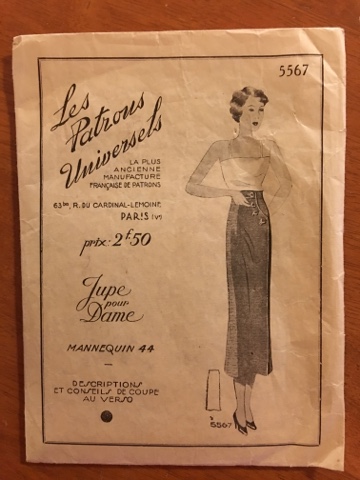 5567
Les
Patrons
Universels
LA PLUS
ANCIENNE
MANUFACTURE
FRANÇAISE DE PATRONS
63bis, R. DU CARDINAL-LEMOINE
PARIS (Ve)
prix: 2f.50
Jupe
pour
Dame
MANNEQUIN 44
DESCRIPTIONS
ET CONSEILS DE COUPE
AU VERSO
5567